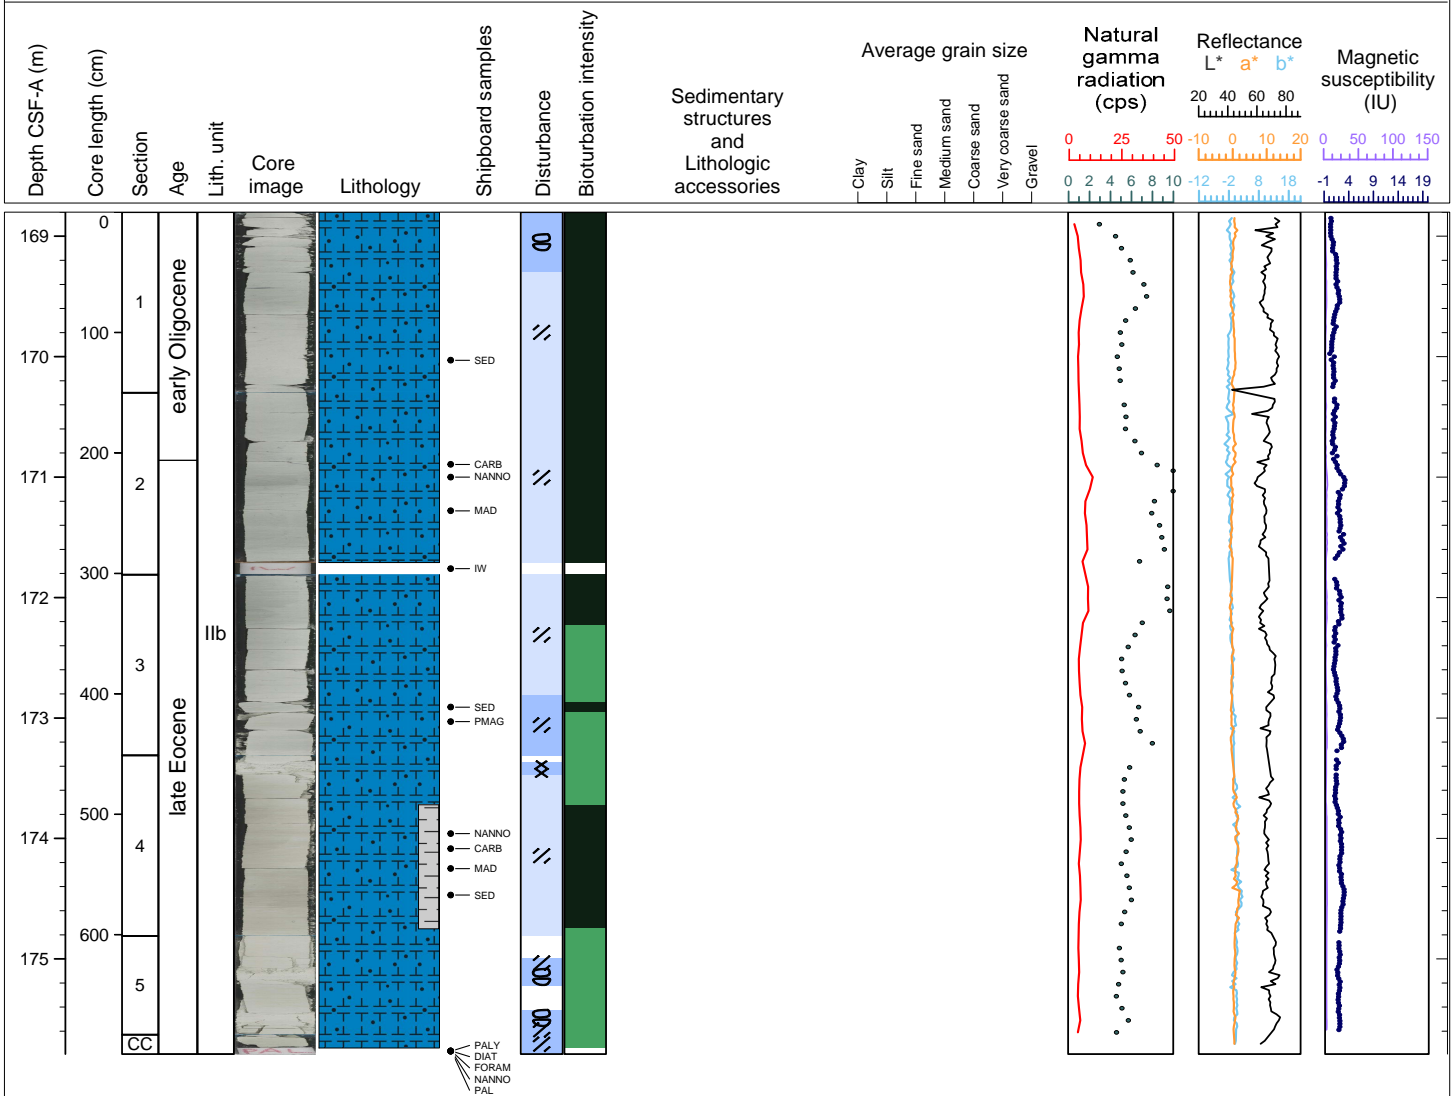 Depth CSF-A (m)
Core length (cm)
Section
Age
Lith. unit
Core
image
Lithology
Shipboard samples
Disturbance
Bioturbation intensity
Sedimentary
structures
and
Lithologic
accessories
Average grain size
Clay
Silt
Fine sand
Medium sand
Coarse sand
Very coarse sand
Gravel
Natural
gamma
radiation
(cps)
0 25 50
0 2 4 6 8 10
Reflectance
L* a* b*
20 40 60 80
-10 0 10 20
-12 -2 8 18
Magnetic
susceptibility
(IU)
0 50 100 150
-1 4 9 14 19
169
170
171
172
173
174
175
0
100
200
300
400
500
600
1
2
3
4
5
CC
early Oligocene
late Eocene
IIb
SED
CARB
NANNO
MAD
IW
SED
PMAG
NANNO
CARB
MAD
SED
PALY
DIAT
FORAM
NANNO
PAL